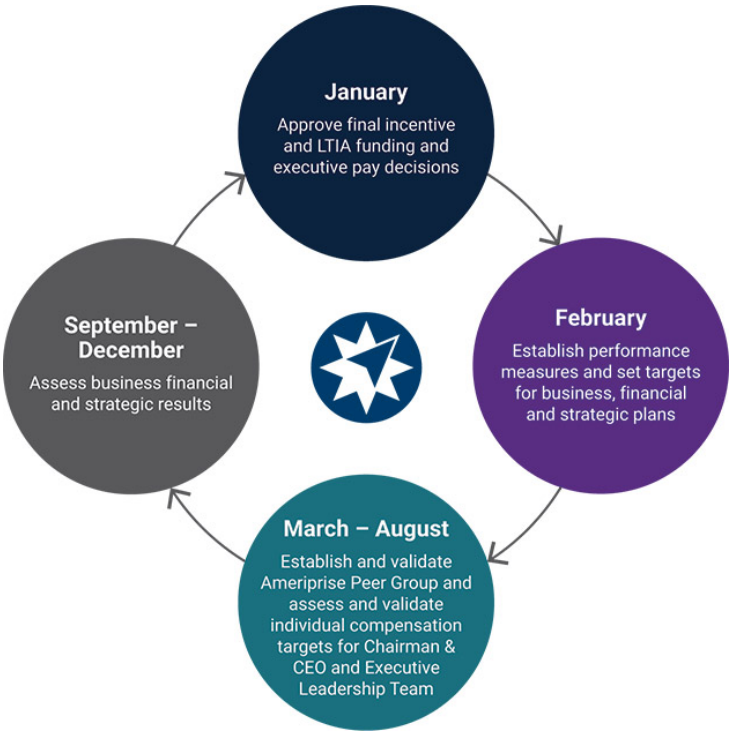 January
Approve final incentive
and LTIA funding and
executive pay decisions
February
Establish performance
measures and set targets
for business, financial
and strategic plans
March – August
Establish and validate
Ameriprise Peer Group and
assess and validate
individual compensation
targets for Chairman &
CEO and Executive
Leadership Team
September –
December
Assess business financial
and strategic results